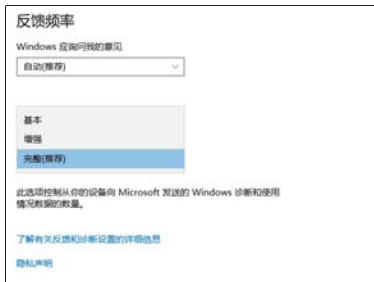 反馈频率
Windows 应询问我的意见
自动(推荐)
基本
增强
完整(推荐)
此选项控制从你的设备向 Microsoft 发送的 Windows 诊断和使用
情况数据的数量。
了解有关反馈和诊断设置的详细信息
隐私声明